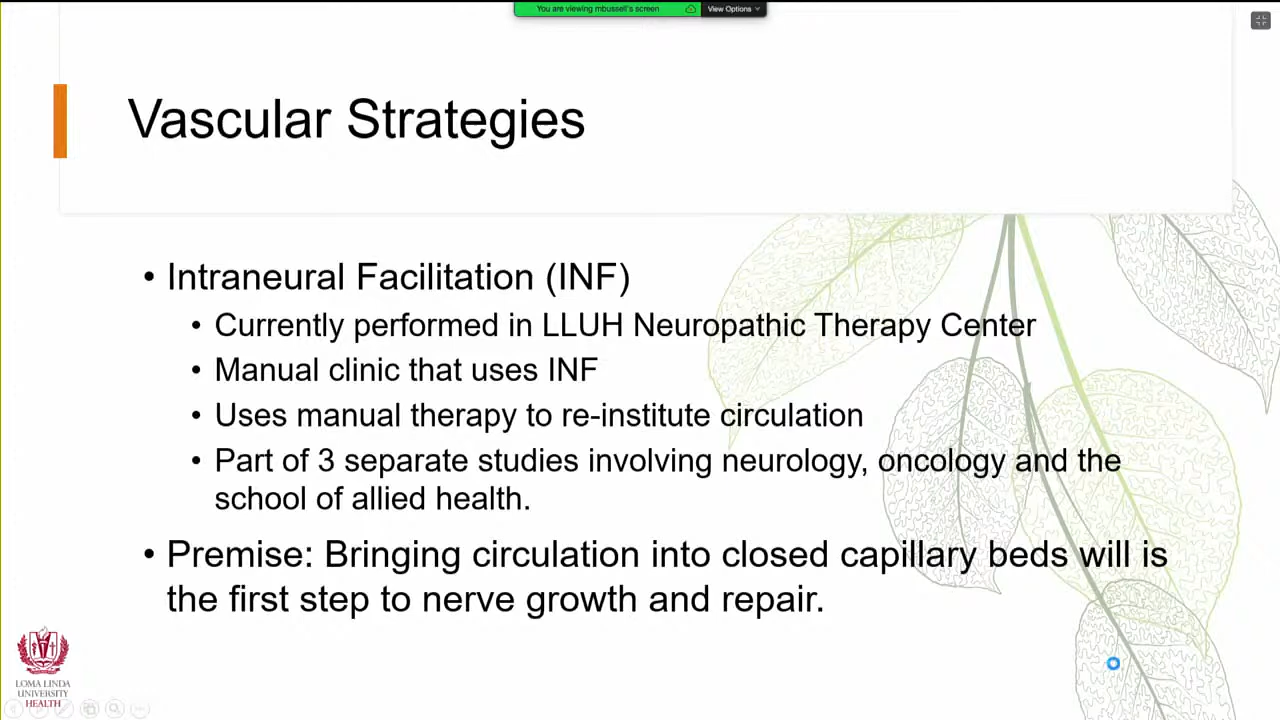 You are viewing mbussell's screen
View Options
Vascular Strategies
• Intraneural Facilitation (INF)
• Currently performed in LLUH Neuropathic Therapy Center
• Manual clinic that uses INF
• Uses manual therapy to re-institute circulation
• Part of 3 separate studies involving neurology, oncology and the
school of allied health.
• Premise: Bringing circulation into closed capillary beds will is
the first step to nerve growth and repair.
LOMA LINDA
UNIVERSITY
HEALTH